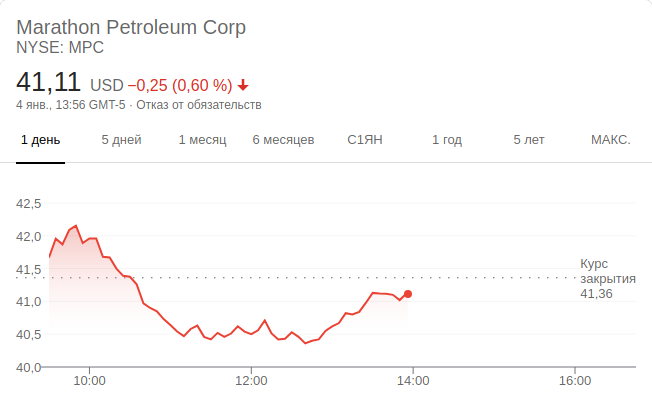 Marathon Petroleum Corp
NYSE: MPC
41,11 USD −0,25 (0,60 %)
4 янв., 13:56 GMT-5 · Отказ от обязательств
1 день 5 дней 1 месяц 6 месяцев С1ЯН 1 год 5 лет МАКС.
42,5
42,0
41,5
41,0
40,5
40,0
Курс
закрытия
41,36
10:00 12:00 14:00 16:00